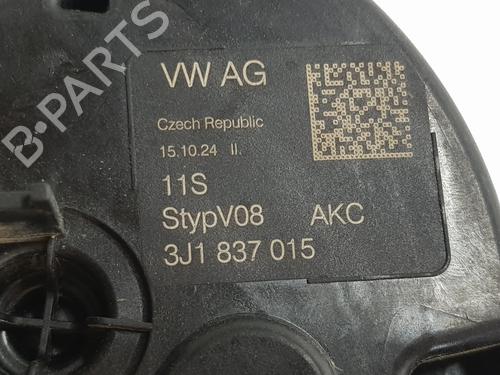 B-PARTS
VW AG
Czech Republic
15.10.24 II.
11S
StypV08 AKC
3J1 837 015